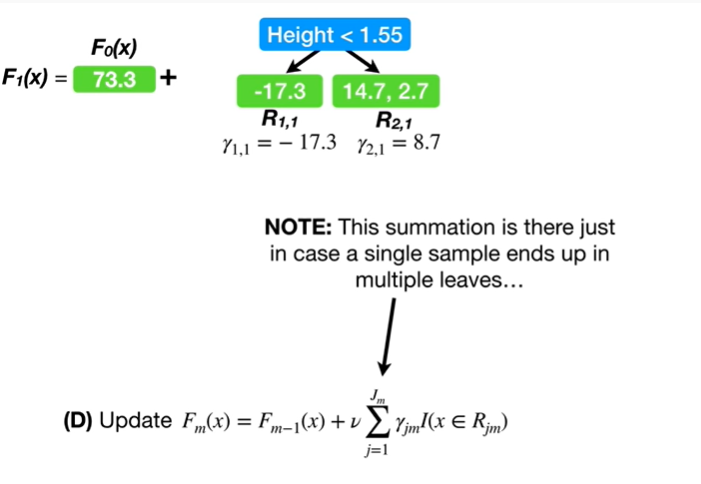 F₀(x)
F₁(x) = 73.3 +
Height < 1.55
-17.3 14.7, 2.7
R₁,₁ R₂,₁
γ₁,₁ = − 17.3 γ₂,₁ = 8.7
NOTE: This summation is there just
in case a single sample ends up in
multiple leaves…
(D) Update Fₘ(x) = Fₘ₋₁(x) + ν ∑_{j=1}^{Jₘ} γⱼₘI(x ∈ Rⱼₘ)